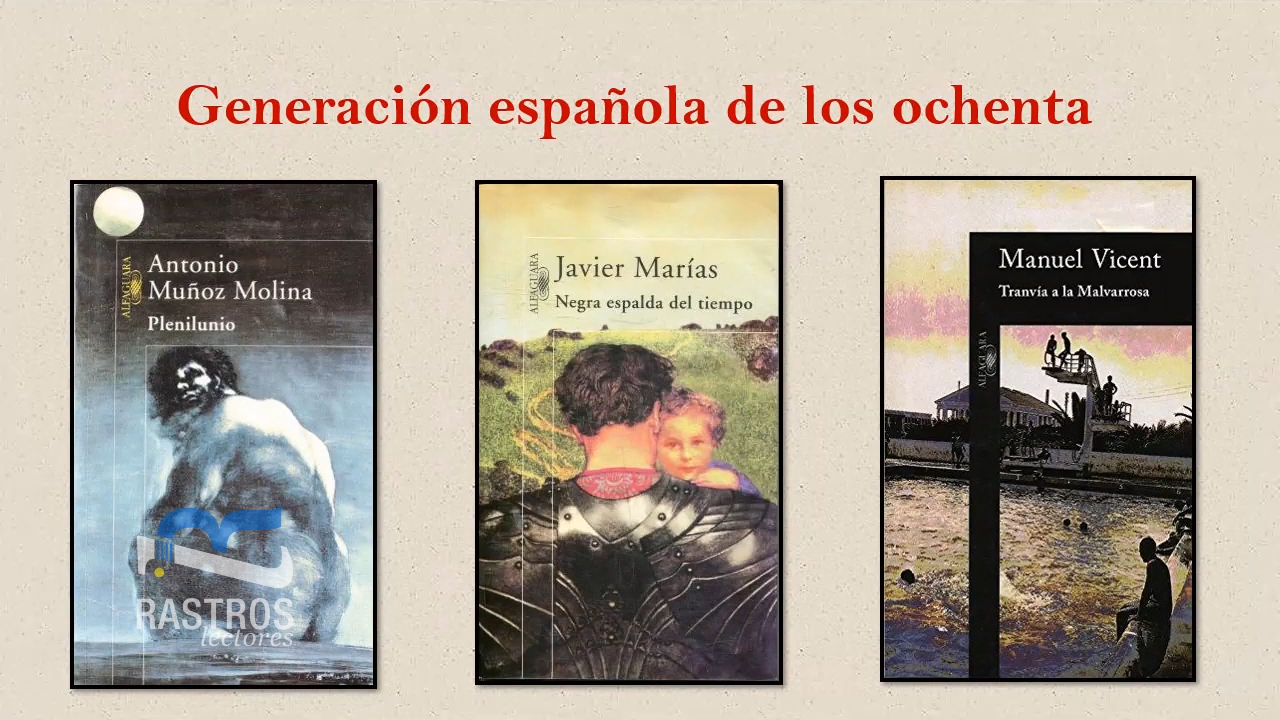 Generación española de los ochenta
ALFAGUARA
Antonio
Muñoz Molina
Plenilunio
RASTROS
lectores
ALFAGUARA
Javier Marías
Negra espalda del tiempo
Manuel Vicent
Tranvía a la Malvarrosa
ALFAGUARA